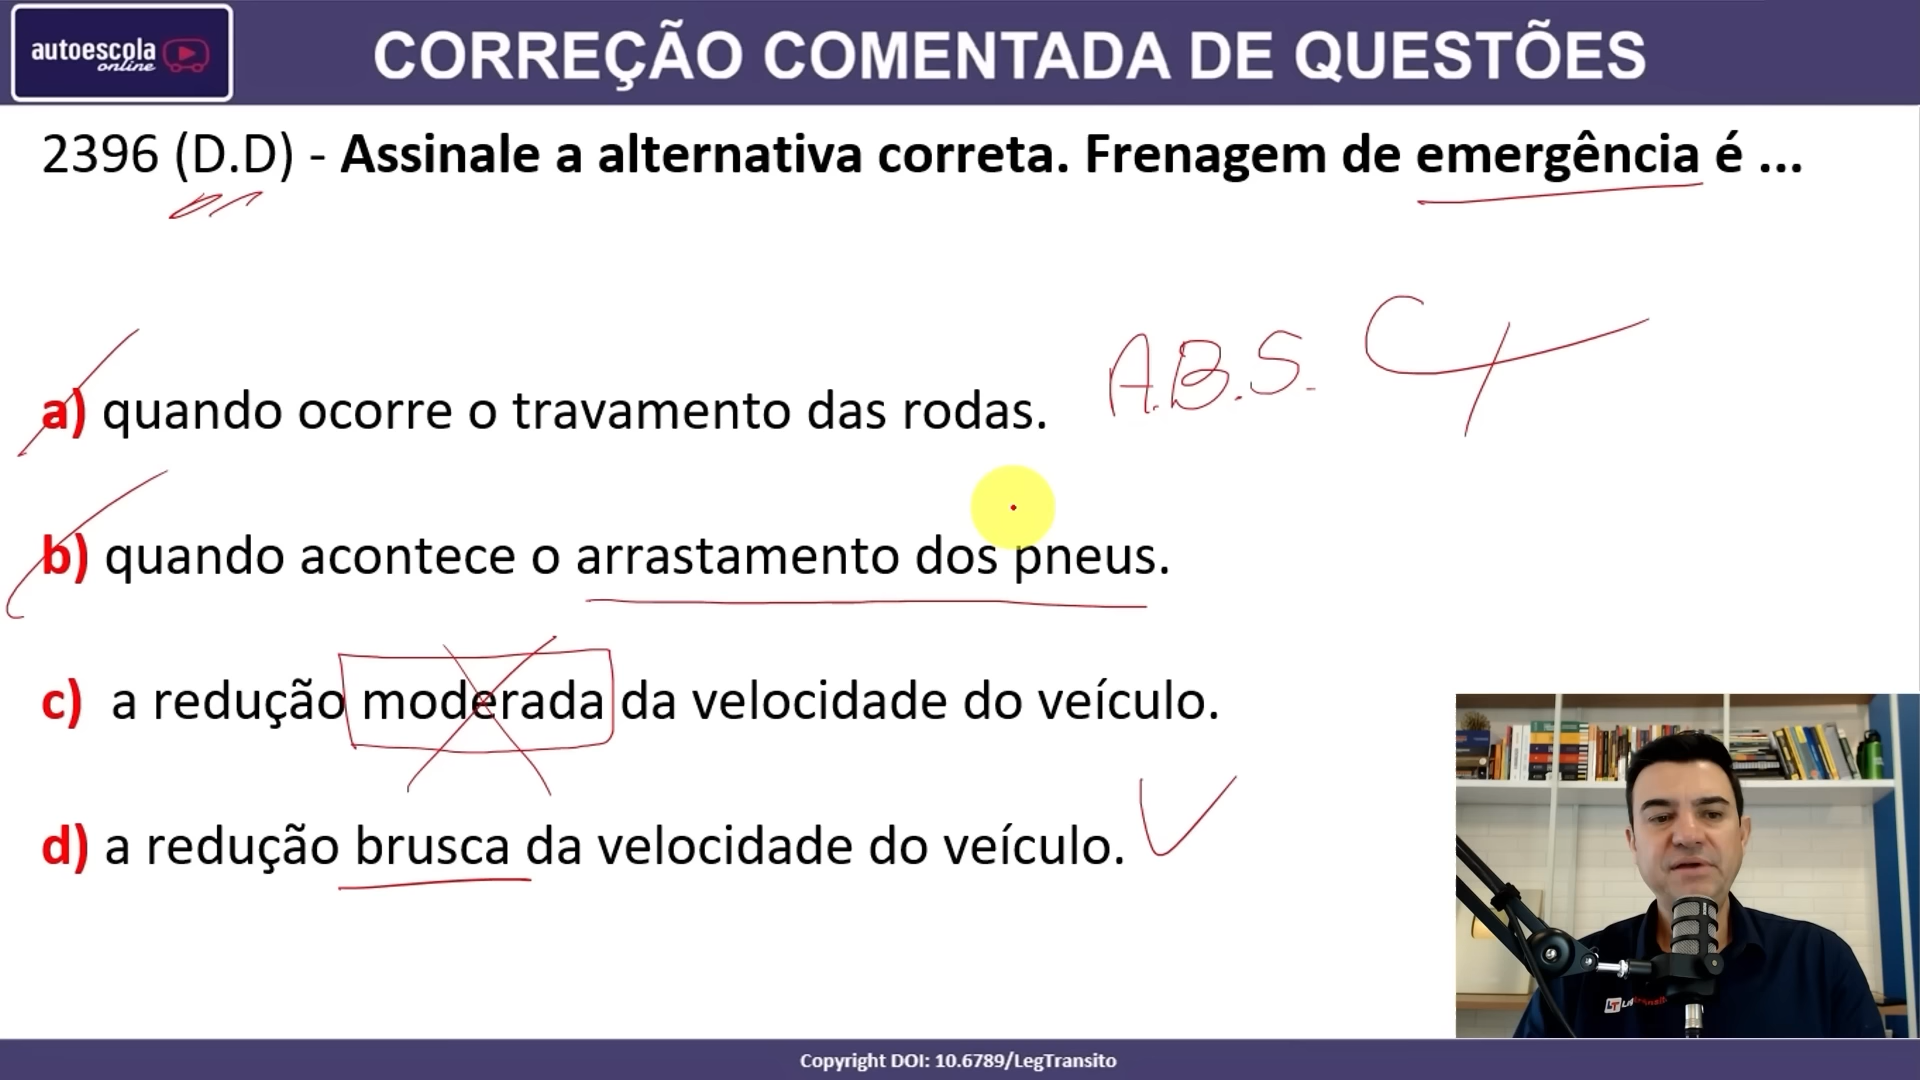 autoescola
online
CORREÇÃO COMENTADA DE QUESTÕES
2396 (D.D) - Assinale a alternativa correta. Frenagem de emergência é ...
A.B.S.
a) quando ocorre o travamento das rodas.
b) quando acontece o arrastamento dos pneus.
c) a redução moderada da velocidade do veículo.
d) a redução brusca da velocidade do veículo.
Copyright DOI: 10.6789/LegTransito